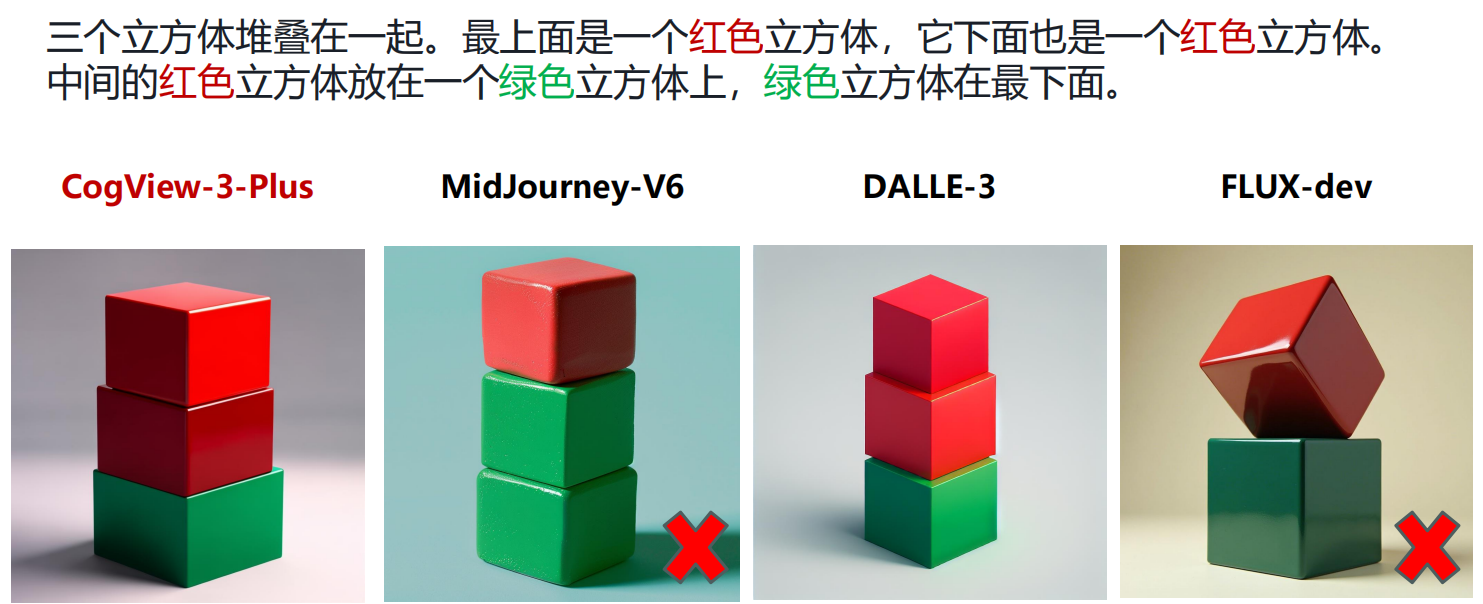 三个立方体堆叠在一起。最上面是一个红色立方体，它下面也是一个红色立方体。
中间的红色立方体放在一个绿色立方体上，绿色立方体在最下面。
CogView-3-Plus
MidJourney-V6
DALLE-3
FLUX-dev